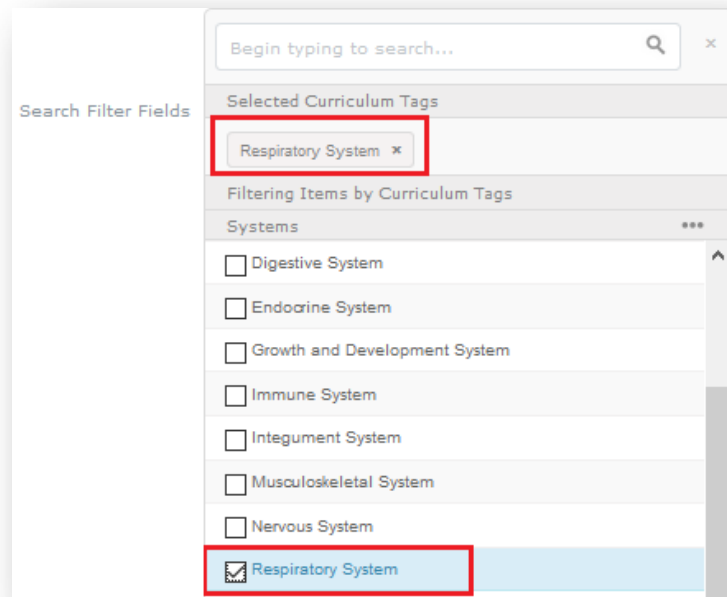 Begin typing to search...
×
Search Filter Fields
Selected Curriculum Tags
Respiratory System ×
Filtering Items by Curriculum Tags
Systems •••
Digestive System
Endocrine System
Growth and Development System
Immune System
Integument System
Musculoskeletal System
Nervous System
Respiratory System